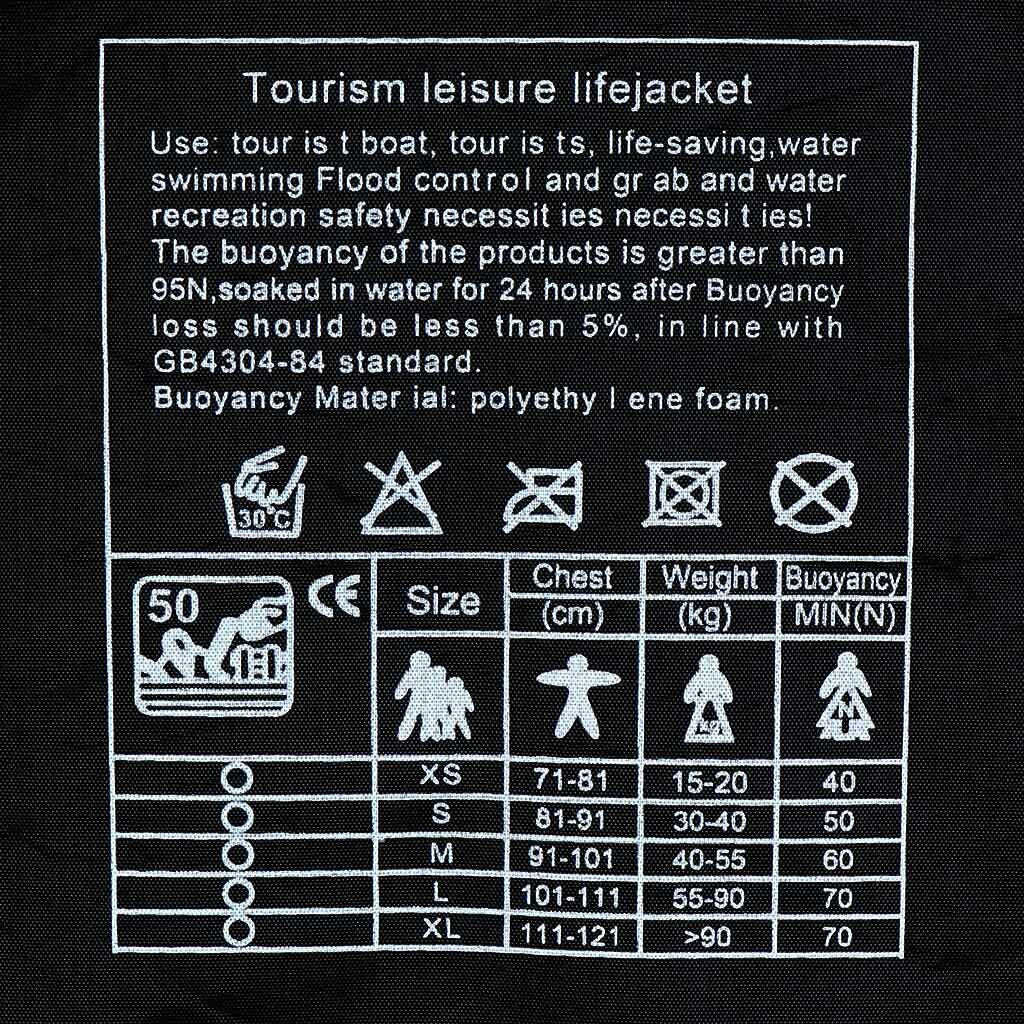 Tourism leisure lifejacket
Use: tour is t boat, tour is ts, life-saving,water
swimming Flood control and gr ab and water
recreation safety necessit ies necessi t ies!
The buoyancy of the products is greater than
95N,soaked in water for 24 hours after Buoyancy
loss should be less than 5%, in line with
GB4304-84 standard.
Buoyancy Mater ial: polyethy l ene foam.
30°C
50 CE Size Chest (cm) Weight (kg) Buoyancy MIN(N)
kg N
XS 71-81 15-20 40
S 81-91 30-40 50
M 91-101 40-55 60
L 101-111 55-90 70
XL 111-121 >90 70